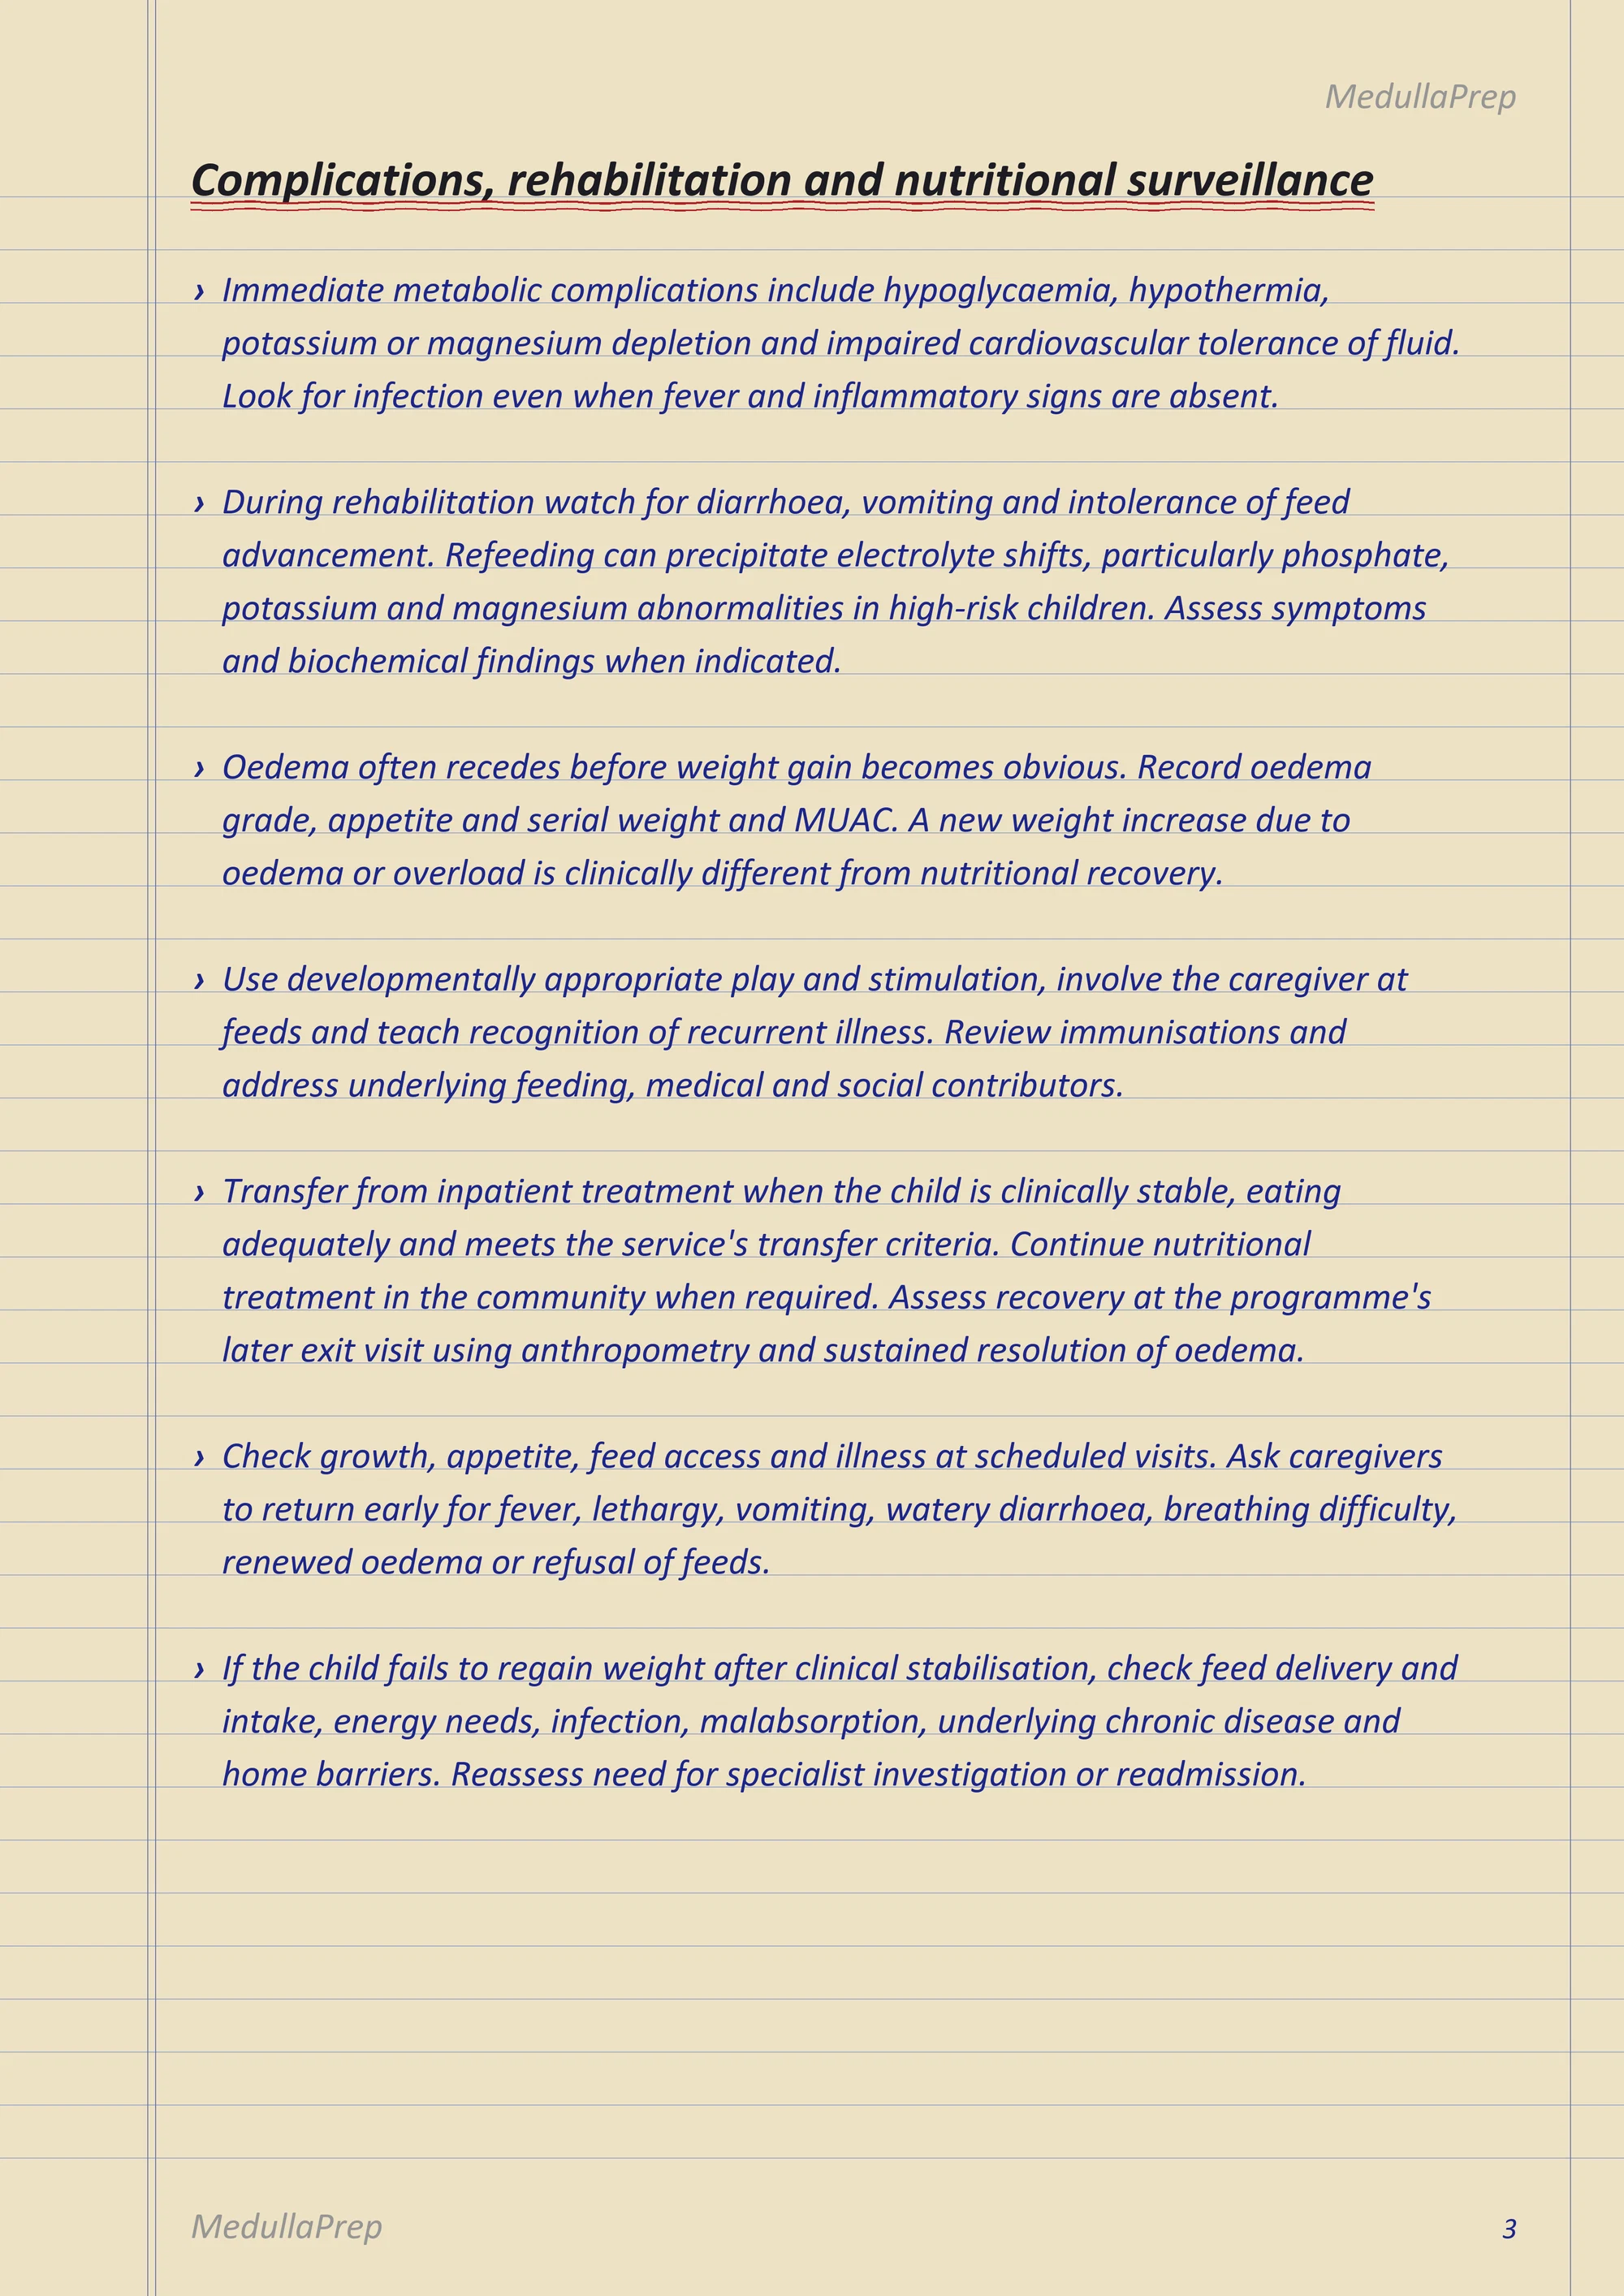 MedullaPrep
Complications, rehabilitation and nutritional surveillance
› Immediate metabolic complications include hypoglycaemia, hypothermia,
potassium or magnesium depletion and impaired cardiovascular tolerance of fluid.
Look for infection even when fever and inflammatory signs are absent.
› During rehabilitation watch for diarrhoea, vomiting and intolerance of feed
advancement. Refeeding can precipitate electrolyte shifts, particularly phosphate,
potassium and magnesium abnormalities in high-risk children. Assess symptoms
and biochemical findings when indicated.
› Oedema often recedes before weight gain becomes obvious. Record oedema
grade, appetite and serial weight and MUAC. A new weight increase due to
oedema or overload is clinically different from nutritional recovery.
› Use developmentally appropriate play and stimulation, involve the caregiver at
feeds and teach recognition of recurrent illness. Review immunisations and
address underlying feeding, medical and social contributors.
› Transfer from inpatient treatment when the child is clinically stable, eating
adequately and meets the service's transfer criteria. Continue nutritional
treatment in the community when required. Assess recovery at the programme's
later exit visit using anthropometry and sustained resolution of oedema.
› Check growth, appetite, feed access and illness at scheduled visits. Ask caregivers
to return early for fever, lethargy, vomiting, watery diarrhoea, breathing difficulty,
renewed oedema or refusal of feeds.
› If the child fails to regain weight after clinical stabilisation, check feed delivery and
intake, energy needs, infection, malabsorption, underlying chronic disease and
home barriers. Reassess need for specialist investigation or readmission.
MedullaPrep
3